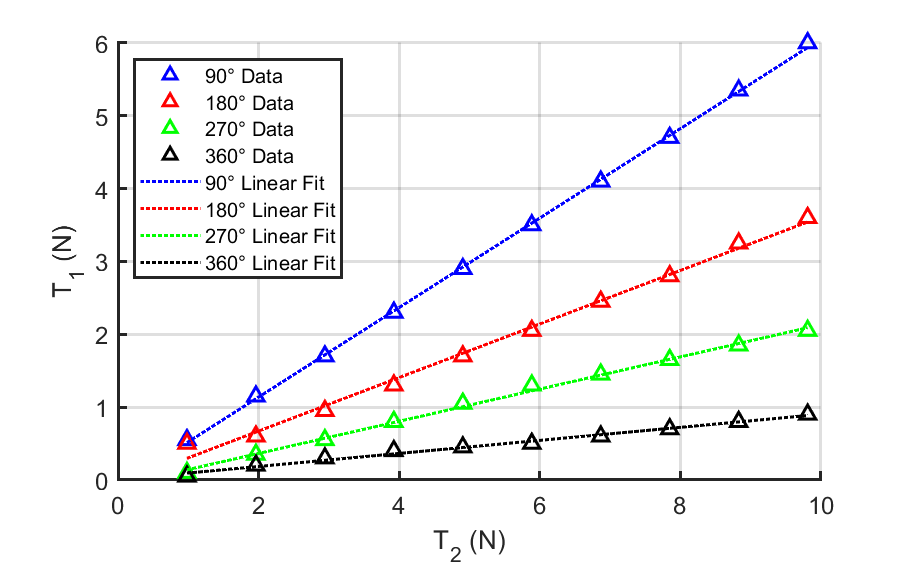 6
5
4
3
2
1
0
T₁ (N)
90° Data
180° Data
270° Data
360° Data
90° Linear Fit
180° Linear Fit
270° Linear Fit
360° Linear Fit
0 2 4 6 8 10
T₂ (N)